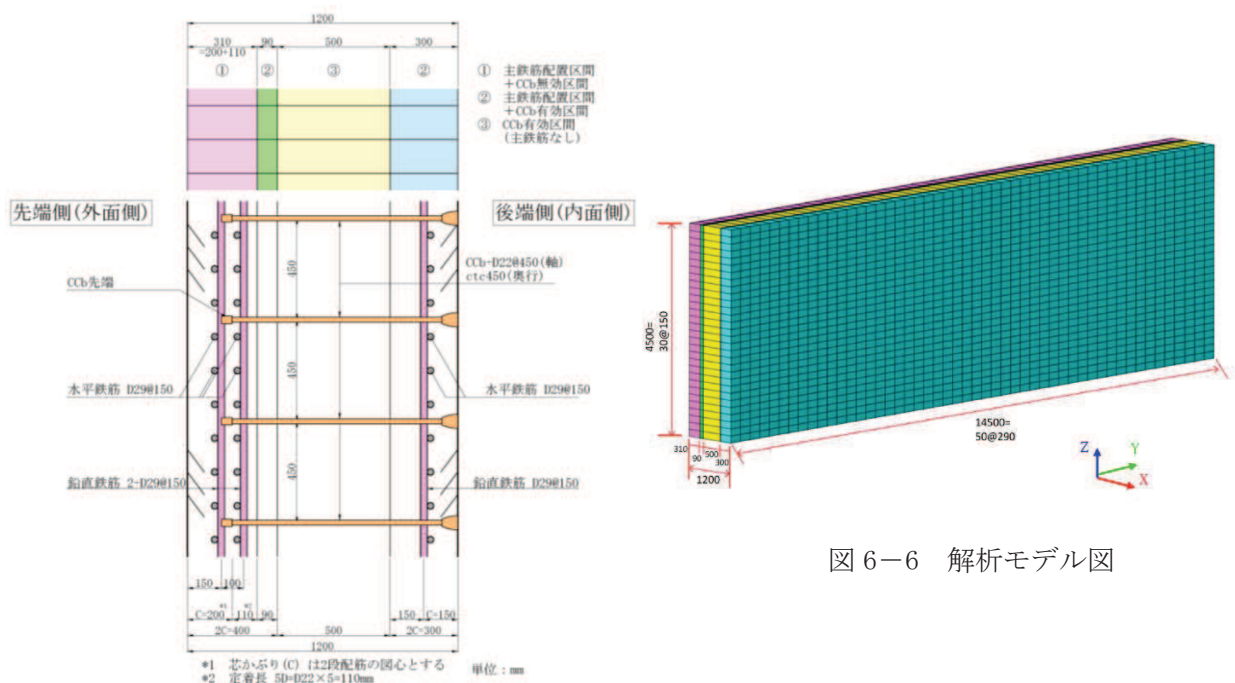 1200
310
90
500
300
=200+110
①
②
③
②
① 主鉄筋配置区間
+CCb無効区間
② 主鉄筋配置区間
+CCb有効区間
③ CCb有効区間
(主鉄筋なし)
先端側(外面側)
後端側(内面側)
CCb-D22@450(軸)
ctc450(奥行)
CCb先端
450
450
450
水平鉄筋 D29@150
水平鉄筋 D29@150
鉛直鉄筋 2-D29@150
鉛直鉄筋 D29@150
150
100
*1
*2
C=200
110
90
150
C=150
2C=400
500
2C=300
1200
*1 芯かぶり(C) は2段配筋の図心とする
*2 定着長 5D=D22×5=110mm
単位:mm
4500=
30@150
310
90
500
300
1200
14500=
50@290
Z
Y
X
図 6-6 解析モデル図